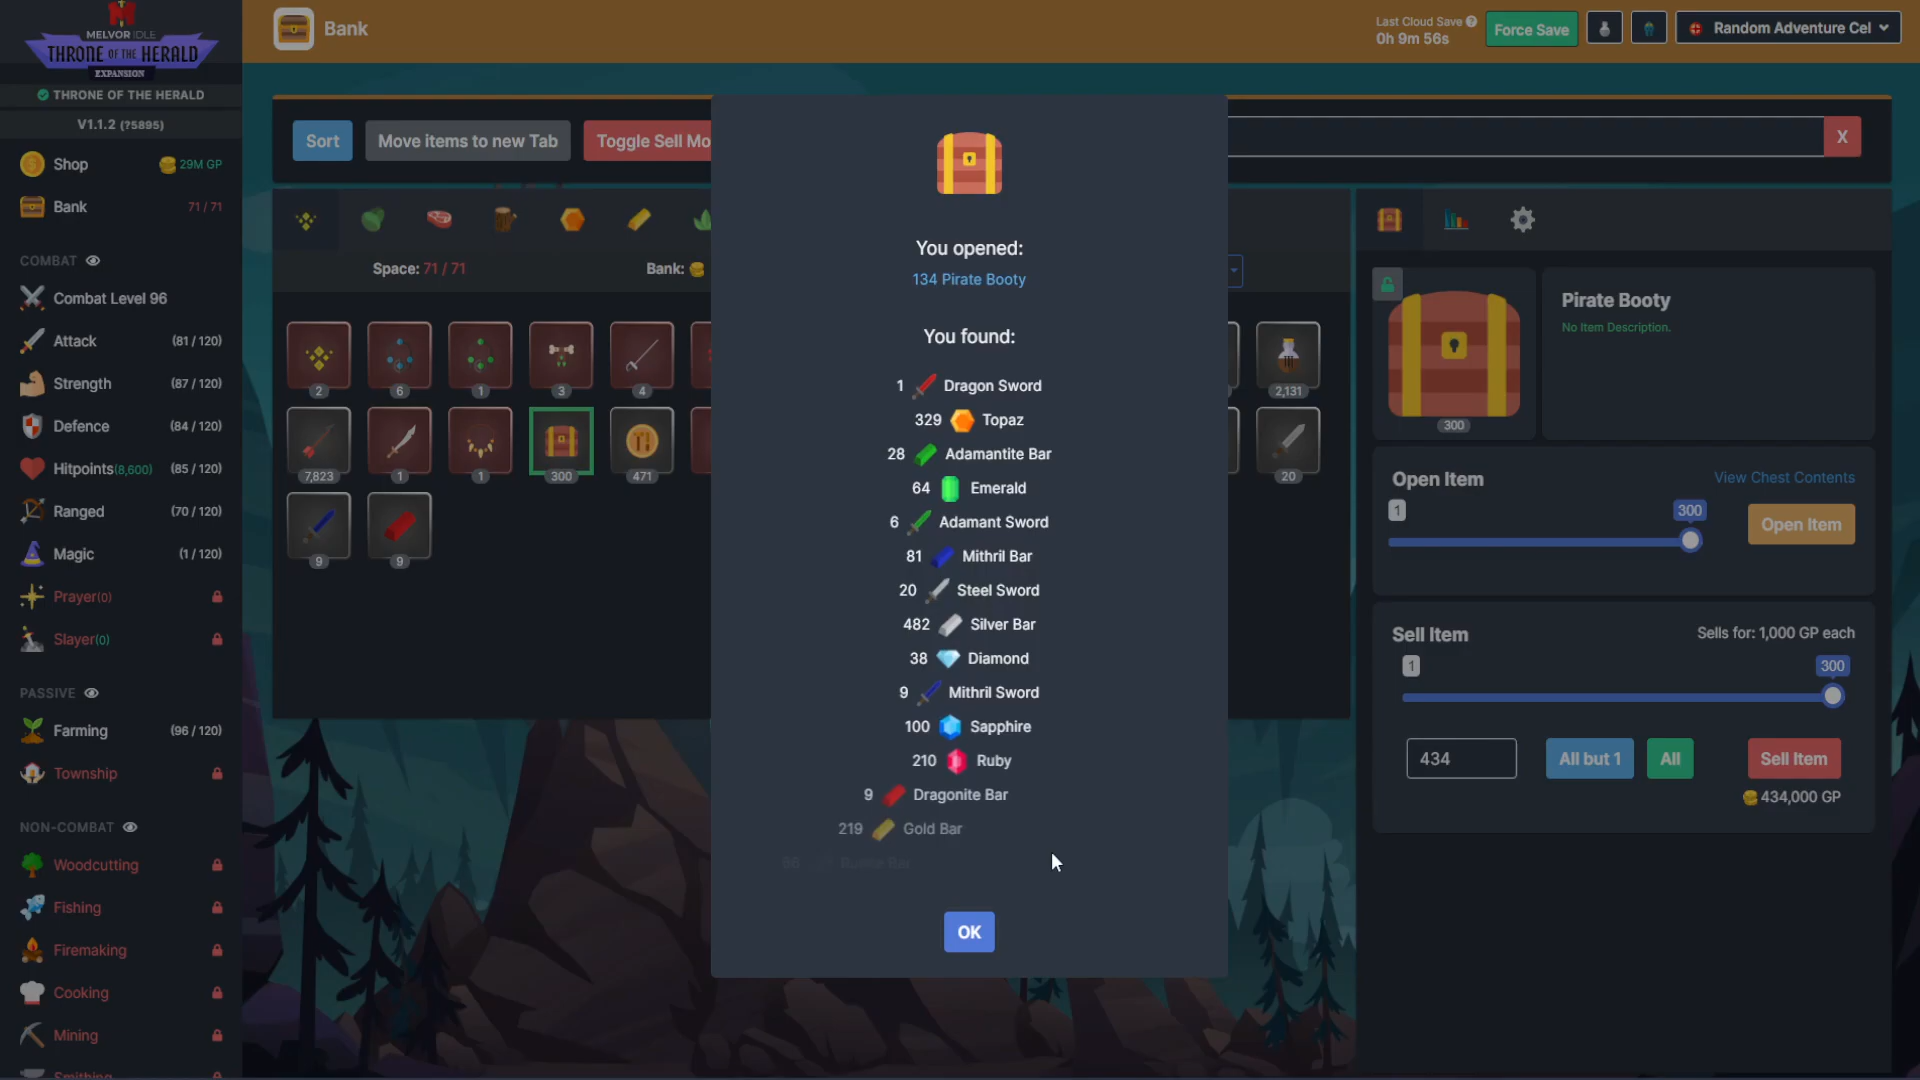 MELVOR IDLE
THRONE OF THE HERALD
EXPANSION
THRONE OF THE HERALD
V1.1.2 (?5895)
Shop 29M GP
Bank 71 / 71
COMBAT
Combat Level 96
Attack (81 / 120)
Strength (87 / 120)
Defence (84 / 120)
Hitpoints(8,600) (85 / 120)
Ranged (70 / 120)
Magic (1 / 120)
Prayer(0)
Slayer(0)
PASSIVE
Farming (96 / 120)
Township
NON-COMBAT
Woodcutting
Fishing
Firemaking
Cooking
Mining
Smithing
Bank
Last Cloud Save
0h 9m 56s
Force Save
Random Adventure Cel
Sort
Move items to new Tab
Toggle Sell Mo
X
Space: 71 / 71
Bank:
2
6
1
3
4
2,131
7,823
1
1
300
471
20
9
9
You opened:
134 Pirate Booty
You found:
1 Dragon Sword
329 Topaz
28 Adamantite Bar
64 Emerald
6 Adamant Sword
81 Mithril Bar
20 Steel Sword
482 Silver Bar
38 Diamond
9 Mithril Sword
100 Sapphire
210 Ruby
9 Dragonite Bar
219 Gold Bar
OK
300
Pirate Booty
No Item Description.
Open Item
View Chest Contents
1
300
Open Item
Sell Item
Sells for: 1,000 GP each
1
300
434
All but 1
All
Sell Item
434,000 GP